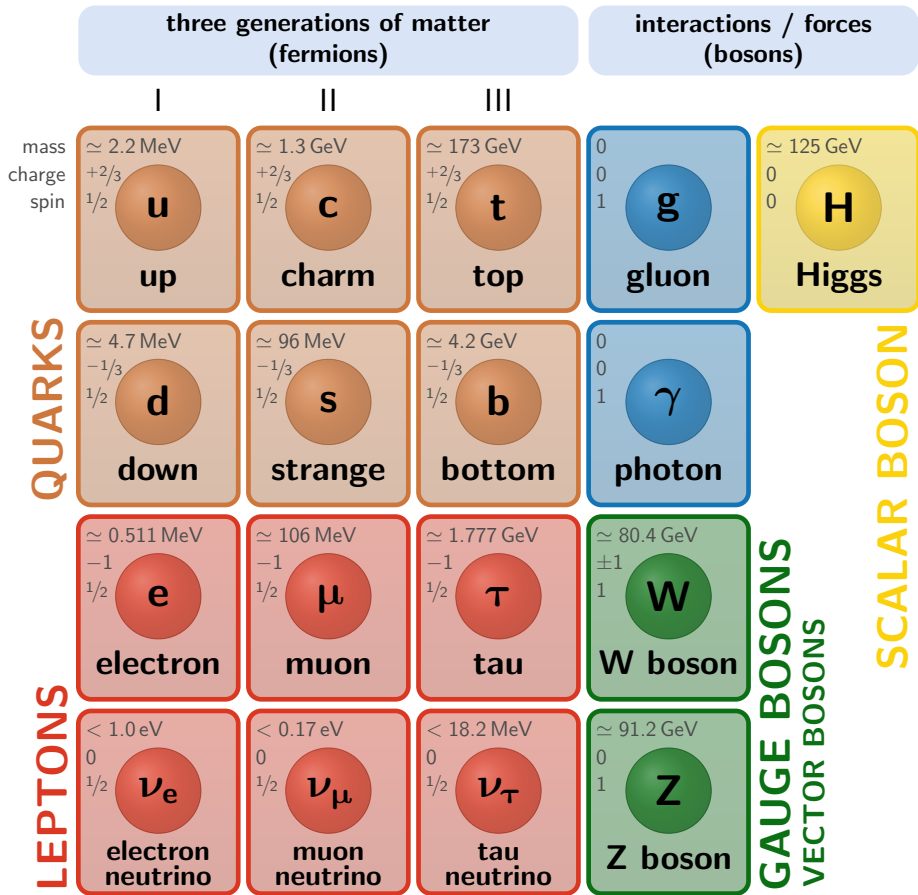 three generations of matter
(fermions)
interactions / forces
(bosons)
I II III
mass
charge
spin
≃ 2.2 MeV
+2/3
1/2
u
up
≃ 1.3 GeV
+2/3
1/2
c
charm
≃ 173 GeV
+2/3
1/2
t
top
0
0
1
g
gluon
≃ 125 GeV
0
0
H
Higgs
QUARKS
≃ 4.7 MeV
−1/3
1/2
d
down
≃ 96 MeV
−1/3
1/2
s
strange
≃ 4.2 GeV
−1/3
1/2
b
bottom
0
0
1
γ
photon
SCALAR BOSON
LEPTONS
≃ 0.511 MeV
−1
1/2
e
electron
≃ 106 MeV
−1
1/2
μ
muon
≃ 1.777 GeV
−1
1/2
τ
tau
≃ 80.4 GeV
±1
1
W
W boson
GAUGE BOSONS
VECTOR BOSONS
< 1.0 eV
0
1/2
νe
electron
neutrino
< 0.17 eV
0
1/2
νμ
muon
neutrino
< 18.2 MeV
0
1/2
ντ
tau
neutrino
≃ 91.2 GeV
0
1
Z
Z boson